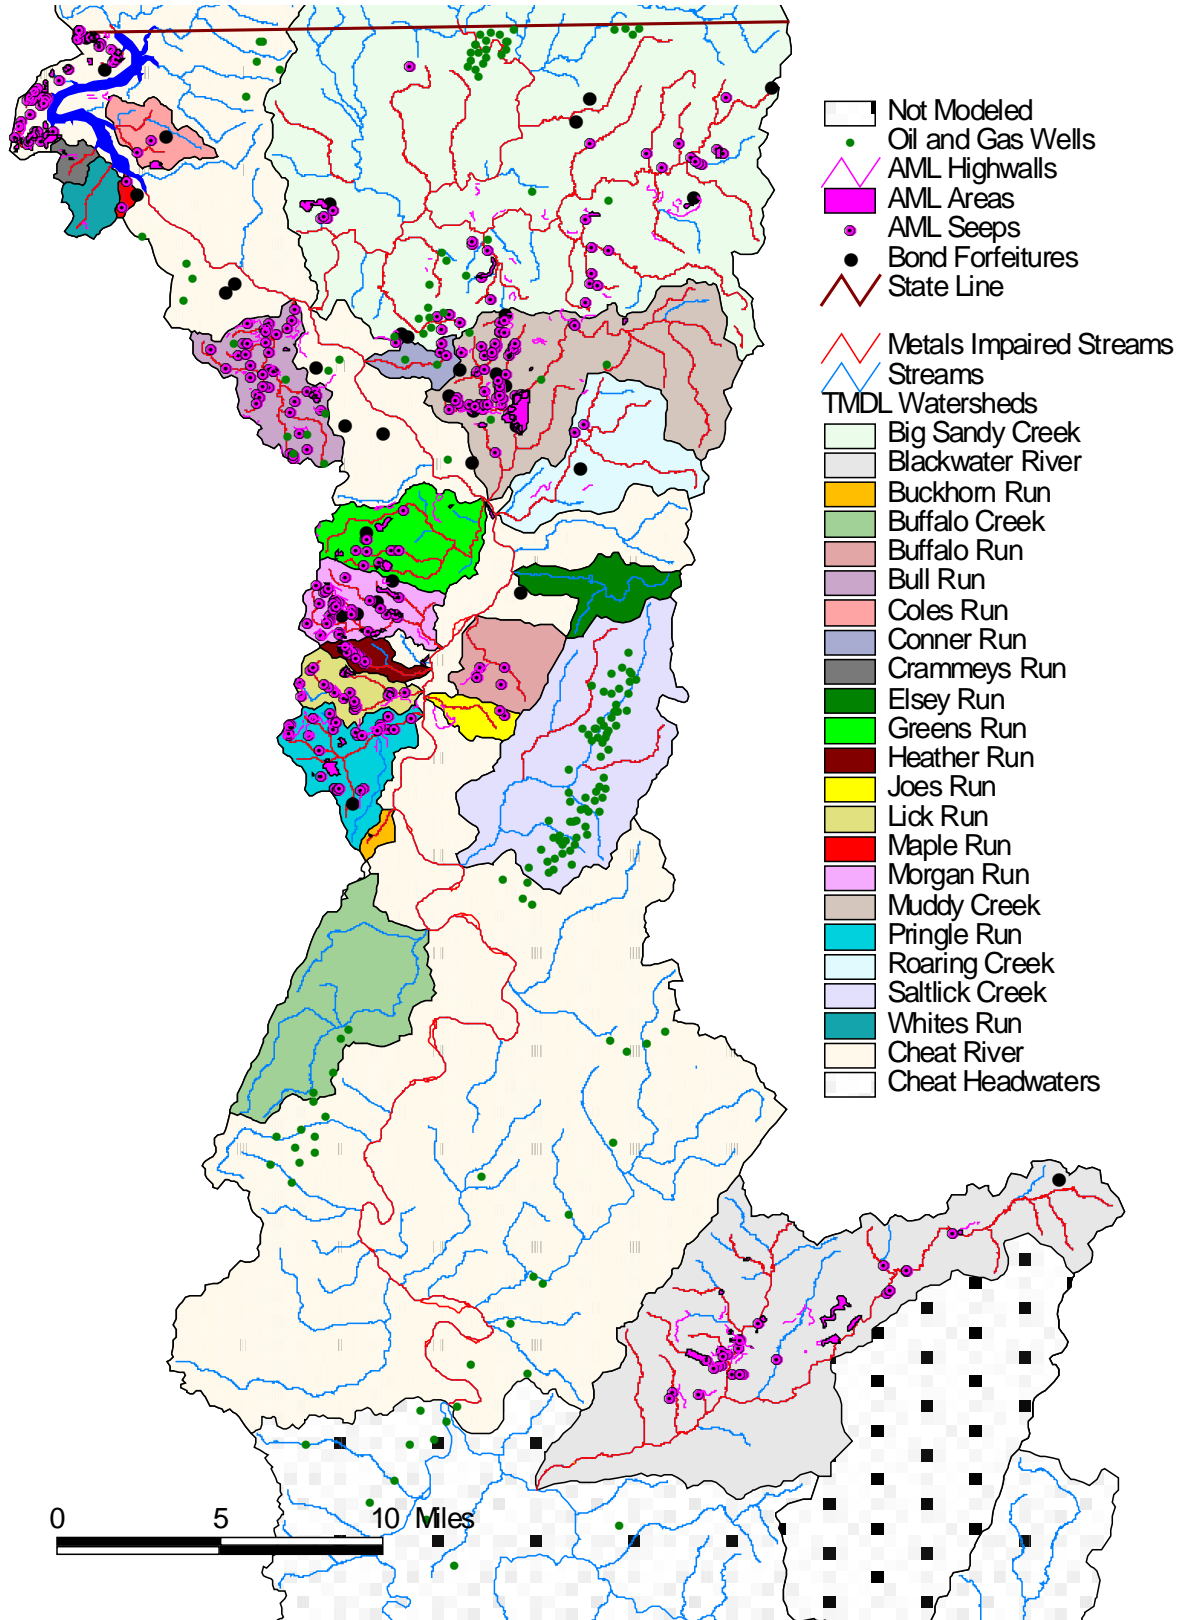 Not Modeled
Oil and Gas Wells
AML Highwalls
AML Areas
AML Seeps
Bond Forfeitures
State Line
Metals Impaired Streams
Streams
TMDL Watersheds
Big Sandy Creek
Blackwater River
Buckhorn Run
Buffalo Creek
Buffalo Run
Bull Run
Coles Run
Conner Run
Crammeys Run
Elsey Run
Greens Run
Heather Run
Joes Run
Lick Run
Maple Run
Morgan Run
Muddy Creek
Pringle Run
Roaring Creek
Saltlick Creek
Whites Run
Cheat River
Cheat Headwaters
0 5 10 Miles